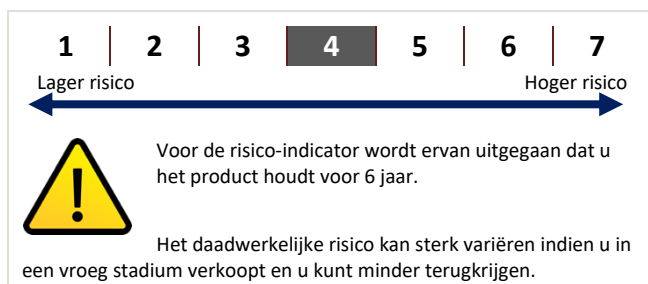 1 2 3 4 5 6 7
Lager risico Hoger risico
Voor de risico-indicator wordt ervan uitgegaan dat u
het product houdt voor 6 jaar.
Het daadwerkelijke risico kan sterk variëren indien u in
een vroeg stadium verkoopt en u kunt minder terugkrijgen.